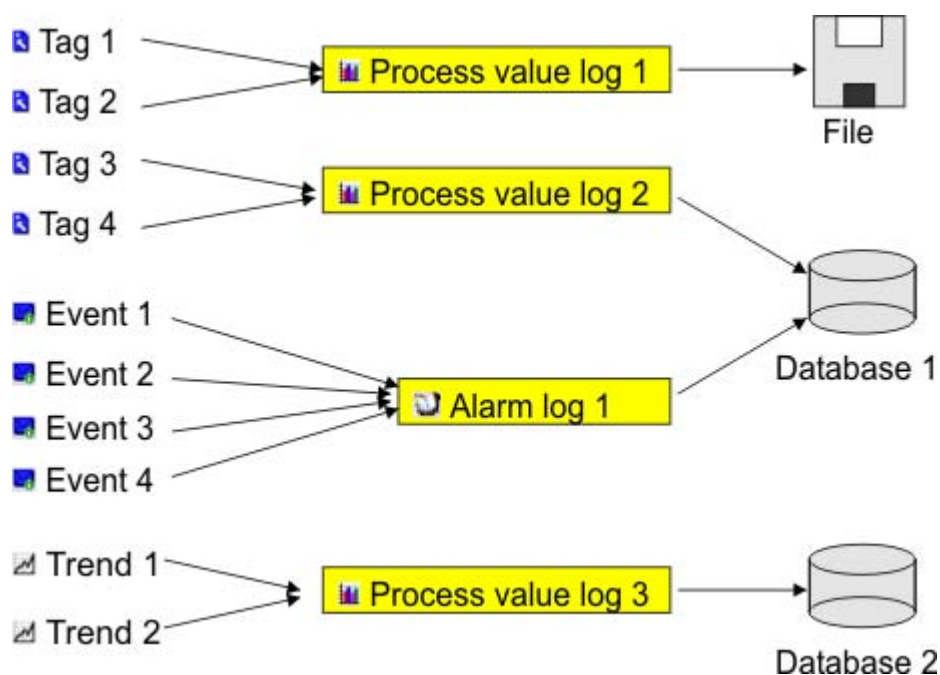 Tag 1
Process value log 1
Tag 2
File
Tag 3
Process value log 2
Tag 4
Event 1
Event 2
Database 1
Alarm log 1
Event 3
Event 4
Trend 1
Process value log 3
Trend 2
Database 2